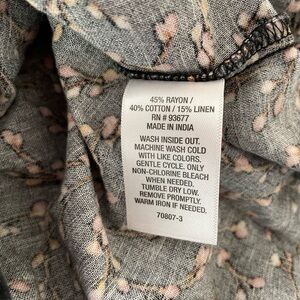 45% RAYON /
40% COTTON / 15% LINEN
RN # 93677
MADE IN INDIA
WASH INSIDE OUT.
MACHINE WASH COLD
WITH LIKE COLORS.
GENTLE CYCLE. ONLY
NON-CHLORINE BLEACH
WHEN NEEDED.
TUMBLE DRY LOW.
REMOVE PROMPTLY.
WARM IRON IF NEEDED.
70807-3